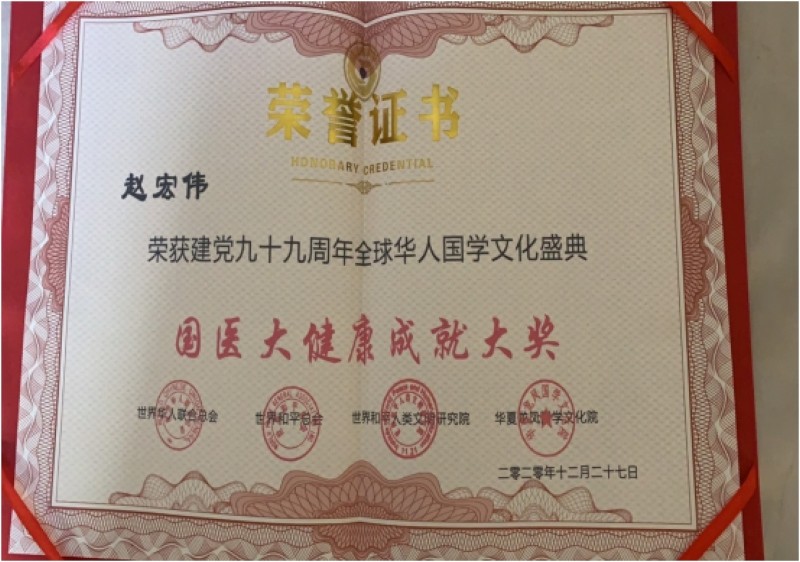 荣誉证书
HONORARY CREDENTIAL
赵宏伟
荣获建党九十九周年全球华人国学文化盛典
国医大健康成就大奖
世界华人联合总会 世界和平总会 世界和平人类文明研究院 华夏龙凤国学文化院
二零二零年十二月二十七日